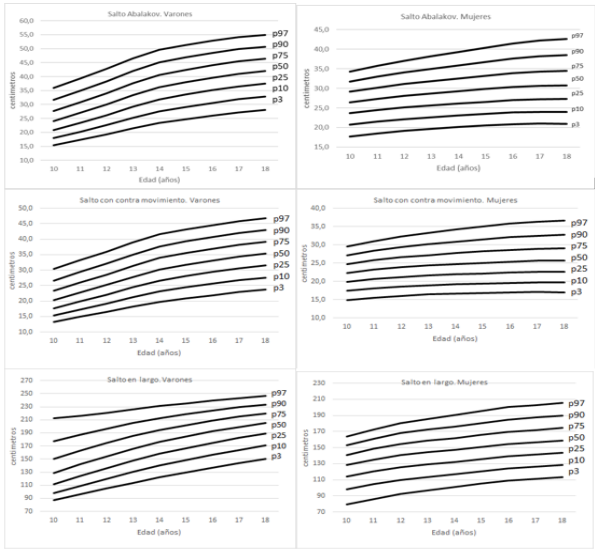 Salto Abalakov. Varones
60,0
55,0
50,0
45,0
40,0
35,0
30,0
25,0
20,0
15,0
10,0
centímetros
p97
p90
p75
p50
p25
p10
p3
10 11 12 13 14 15 16 17 18
Edad (años)
Salto Abalakov. Mujeres
45,0
40,0
35,0
30,0
25,0
20,0
15,0
centímetros
p97
p90
p75
p50
p25
p10
p3
10 11 12 13 14 15 16 17 18
Edad (años)
Salto con contra movimiento. Varones
50,0
45,0
40,0
35,0
30,0
25,0
20,0
15,0
10,0
centímetros
p97
p90
p75
p50
p25
p10
p3
10 11 12 13 14 15 16 17 18
Edad (años)
Salto con contra movimiento. Mujeres
40,0
35,0
30,0
25,0
20,0
15,0
10,0
centímetros
p97
p90
p75
p50
p25
p10
p3
10 11 12 13 14 15 16 17 18
Edad (años)
Salto en largo. Varones
270
250
230
210
190
170
150
130
110
90
70
centímetros
p97
p90
p75
p50
p25
p10
p3
10 11 12 13 14 15 16 17 18
Edad (años)
Salto en largo. Mujeres
230
210
190
170
150
130
110
90
70
centímetros
p97
p90
p75
p50
p25
p10
p3
10 11 12 13 14 15 16 17 18
Edad (años)